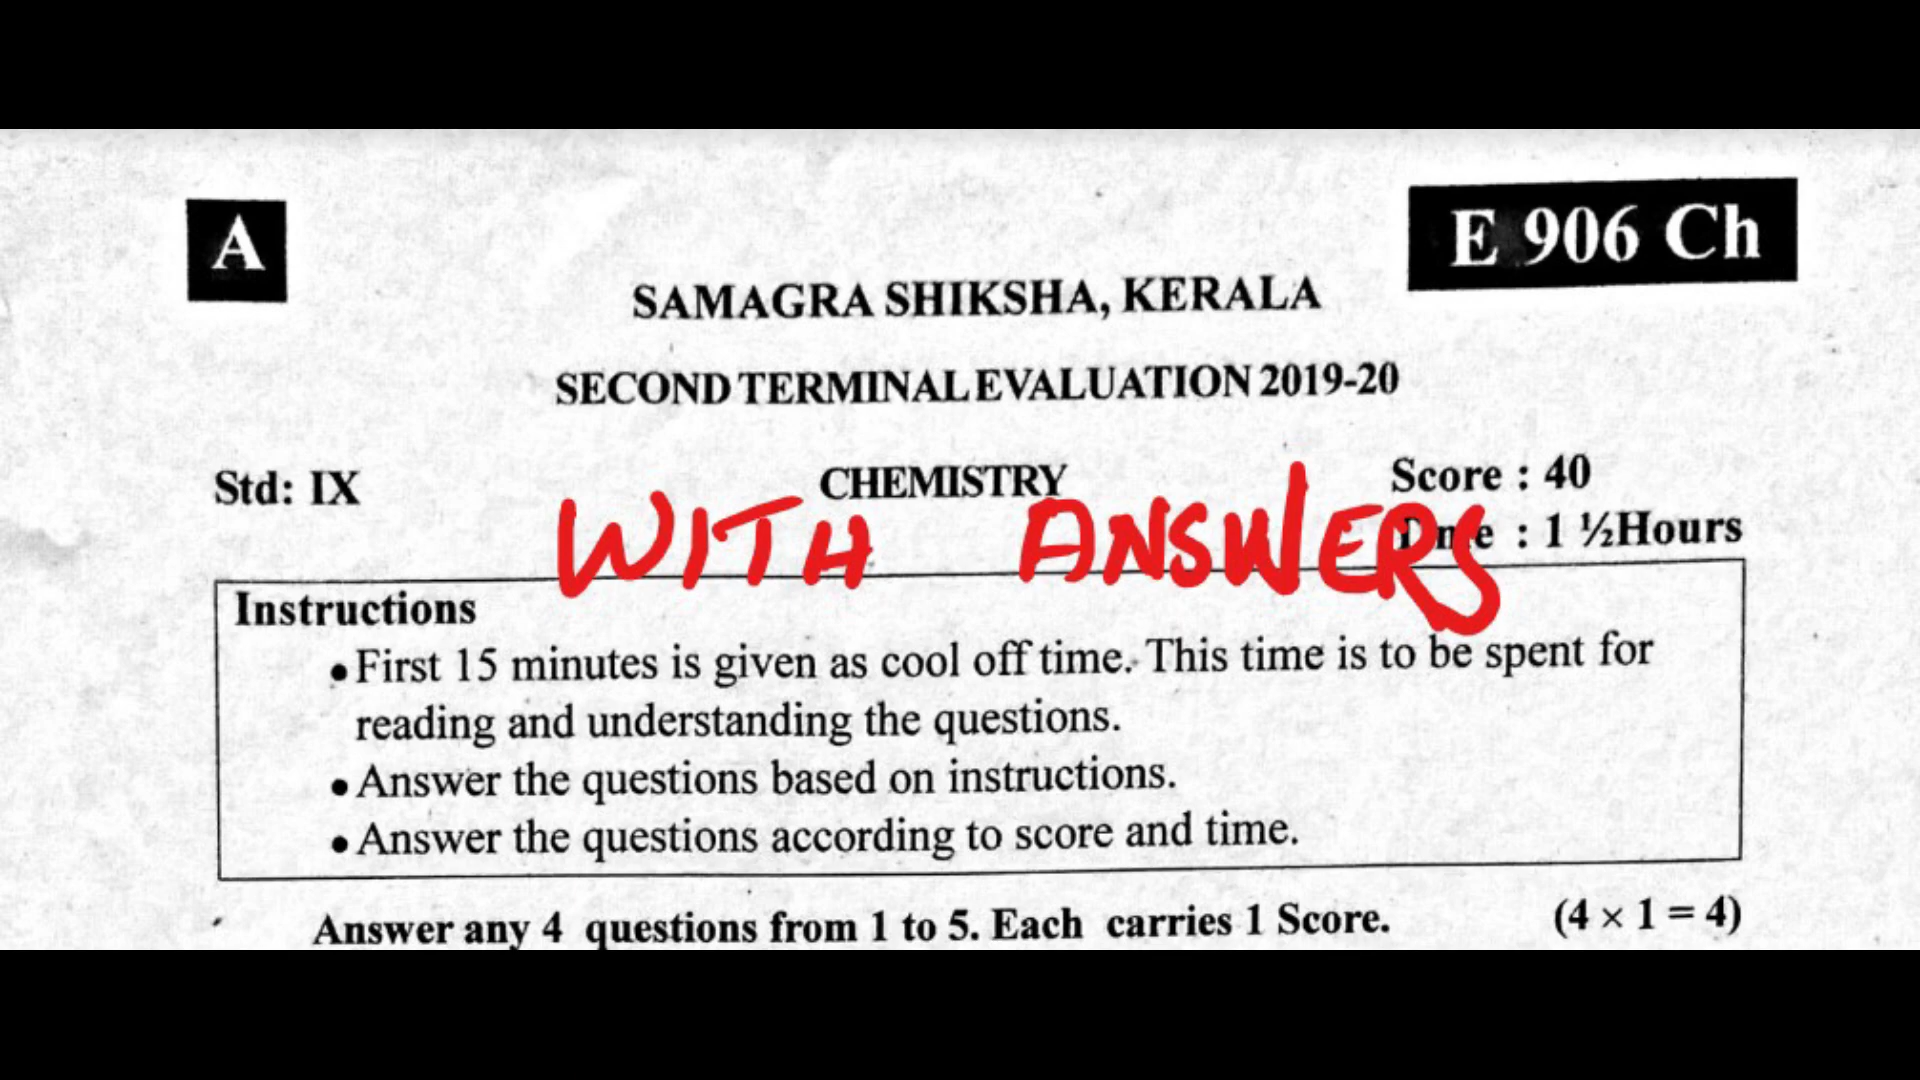 A
E 906 Ch
SAMAGRA SHIKSHA, KERALA
SECOND TERMINAL EVALUATION 2019-20
Std: IX
CHEMISTRY
Score : 40
: 1 ½Hours
WITH ANSWERS
Instructions
• First 15 minutes is given as cool off time. This time is to be spent for
reading and understanding the questions.
• Answer the questions based on instructions.
• Answer the questions according to score and time.
Answer any 4 questions from 1 to 5. Each carries 1 Score. (4 × 1 = 4)